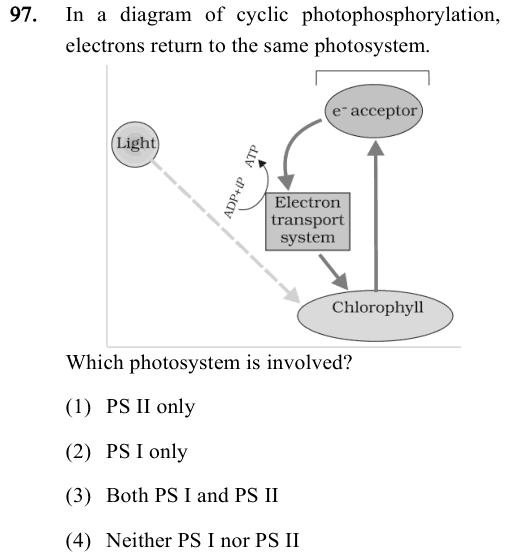 97. In a diagram of cyclic photophosphorylation,
electrons return to the same photosystem.
e⁻ acceptor
Light
ADP+iP ATP
Electron
transport
system
Chlorophyll
Which photosystem is involved?
(1) PS II only
(2) PS I only
(3) Both PS I and PS II
(4) Neither PS I nor PS II